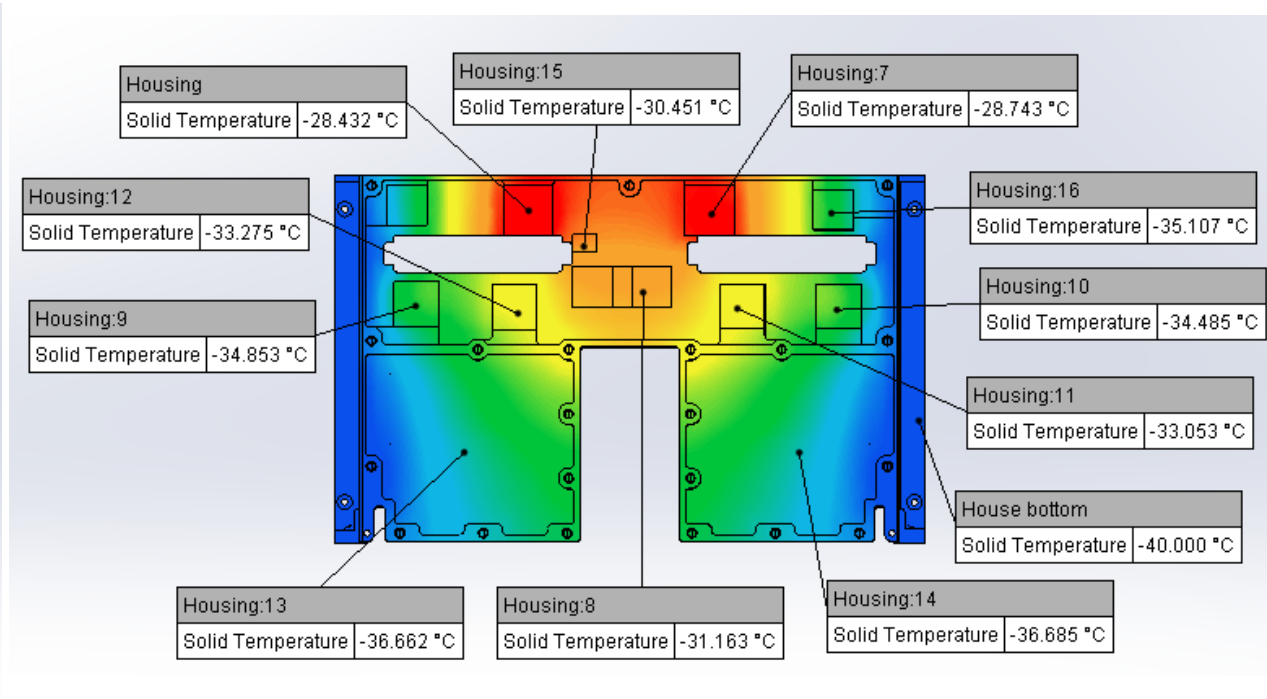 Housing
Solid Temperature -28.432 °C
Housing:15
Solid Temperature -30.451 °C
Housing:7
Solid Temperature -28.743 °C
Housing:12
Solid Temperature -33.275 °C
Housing:16
Solid Temperature -35.107 °C
Housing:9
Solid Temperature -34.853 °C
Housing:10
Solid Temperature -34.485 °C
Housing:11
Solid Temperature -33.053 °C
House bottom
Solid Temperature -40.000 °C
Housing:13
Solid Temperature -36.662 °C
Housing:8
Solid Temperature -31.163 °C
Housing:14
Solid Temperature -36.685 °C